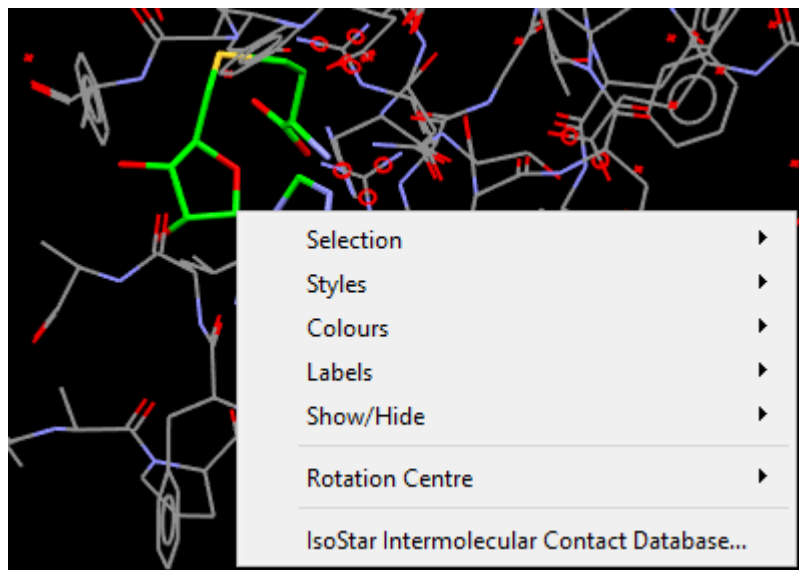 Selection
Styles
Colours
Labels
Show/Hide
Rotation Centre
IsoStar Intermolecular Contact Database...